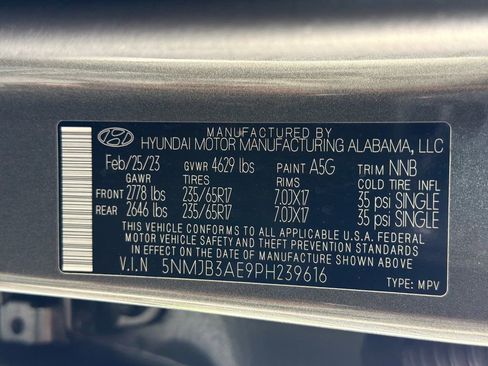 MANUFACTURED BY
HYUNDAI MOTOR MANUFACTURING ALABAMA, LLC
Feb/25/23 GVWR 4629 lbs PAINT A5G TRIM NNB
GAWR TIRES RIMS COLD TIRE INFL
FRONT 2778 lbs 235/65R17 7.0JX17 35 psi SINGLE
REAR 2646 lbs 235/65R17 7.0JX17 35 psi SINGLE
THIS VEHICLE CONFORMS TO ALL APPLICABLE U.S.A. FEDERAL
MOTOR VEHICLE SAFETY AND THEFT PREVENTION STANDARDS
IN EFFECT ON THE DATE OF MANUFACTURE SHOWN ABOVE.
V.I.N 5NMJB3AE9PH239616
TYPE: MPV